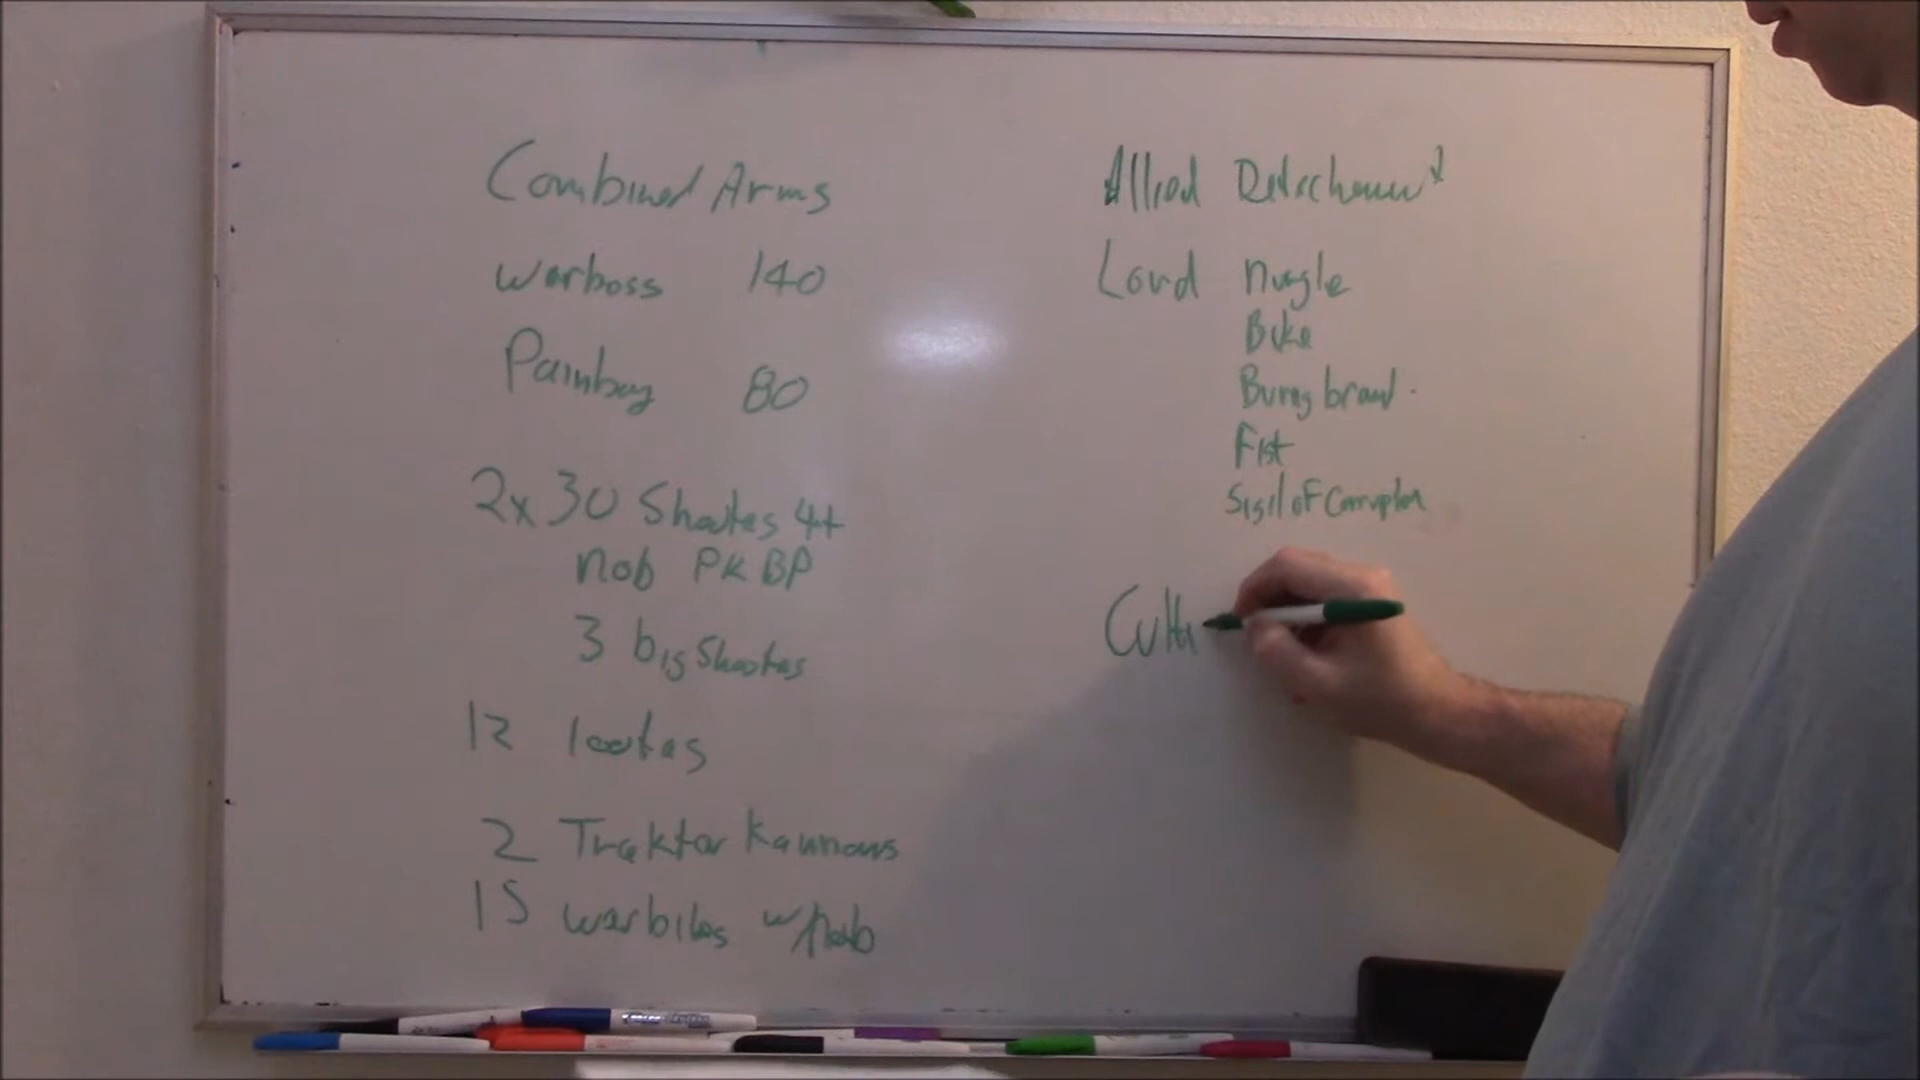 Combined Arms
Warboss 140
Painboy 80
2x 30 Shootas 4+
nob PK BP
3 big Shootas
12 lootas
2 Traktor Kannons
15 warbikes w/nob
Allied Detachment
Lord Nurgle
Bike
Burng brand
Fist
Sigil of Corruption
Culti